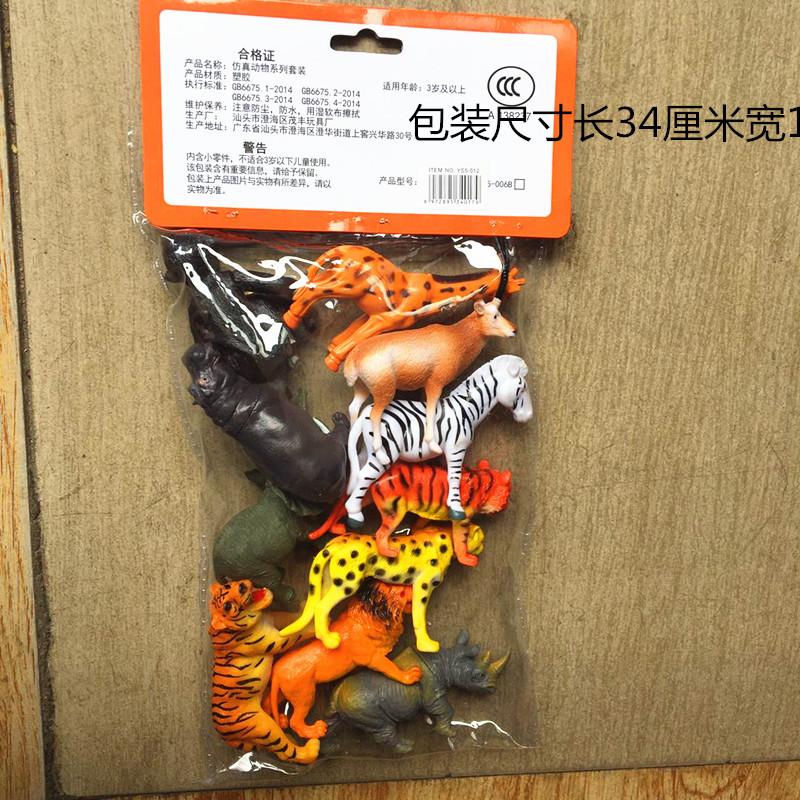 合格证
产品名称：仿真动物系列套装
产品材质：塑胶
执行标准：GB6675.1-2014 GB6675.2-2014
GB6675.3-2014 GB6675.4-2014
适用年龄：3岁及以上
维护保养：注意防尘，防水，用湿软布擦拭
生产厂：汕头市澄海区茂丰玩具厂
生产地址：广东省汕头市澄海区澄华街道上窖兴华路30号
CCC
包装尺寸长34厘米宽1
警告
内含小零件，不适合3岁以下儿童使用。
该包装含有重要信息，请给予保留。
包装上产品图片与实物有所差异，请以
实物为准。
产品型号：
ITEM NO. YS5-012
-006B